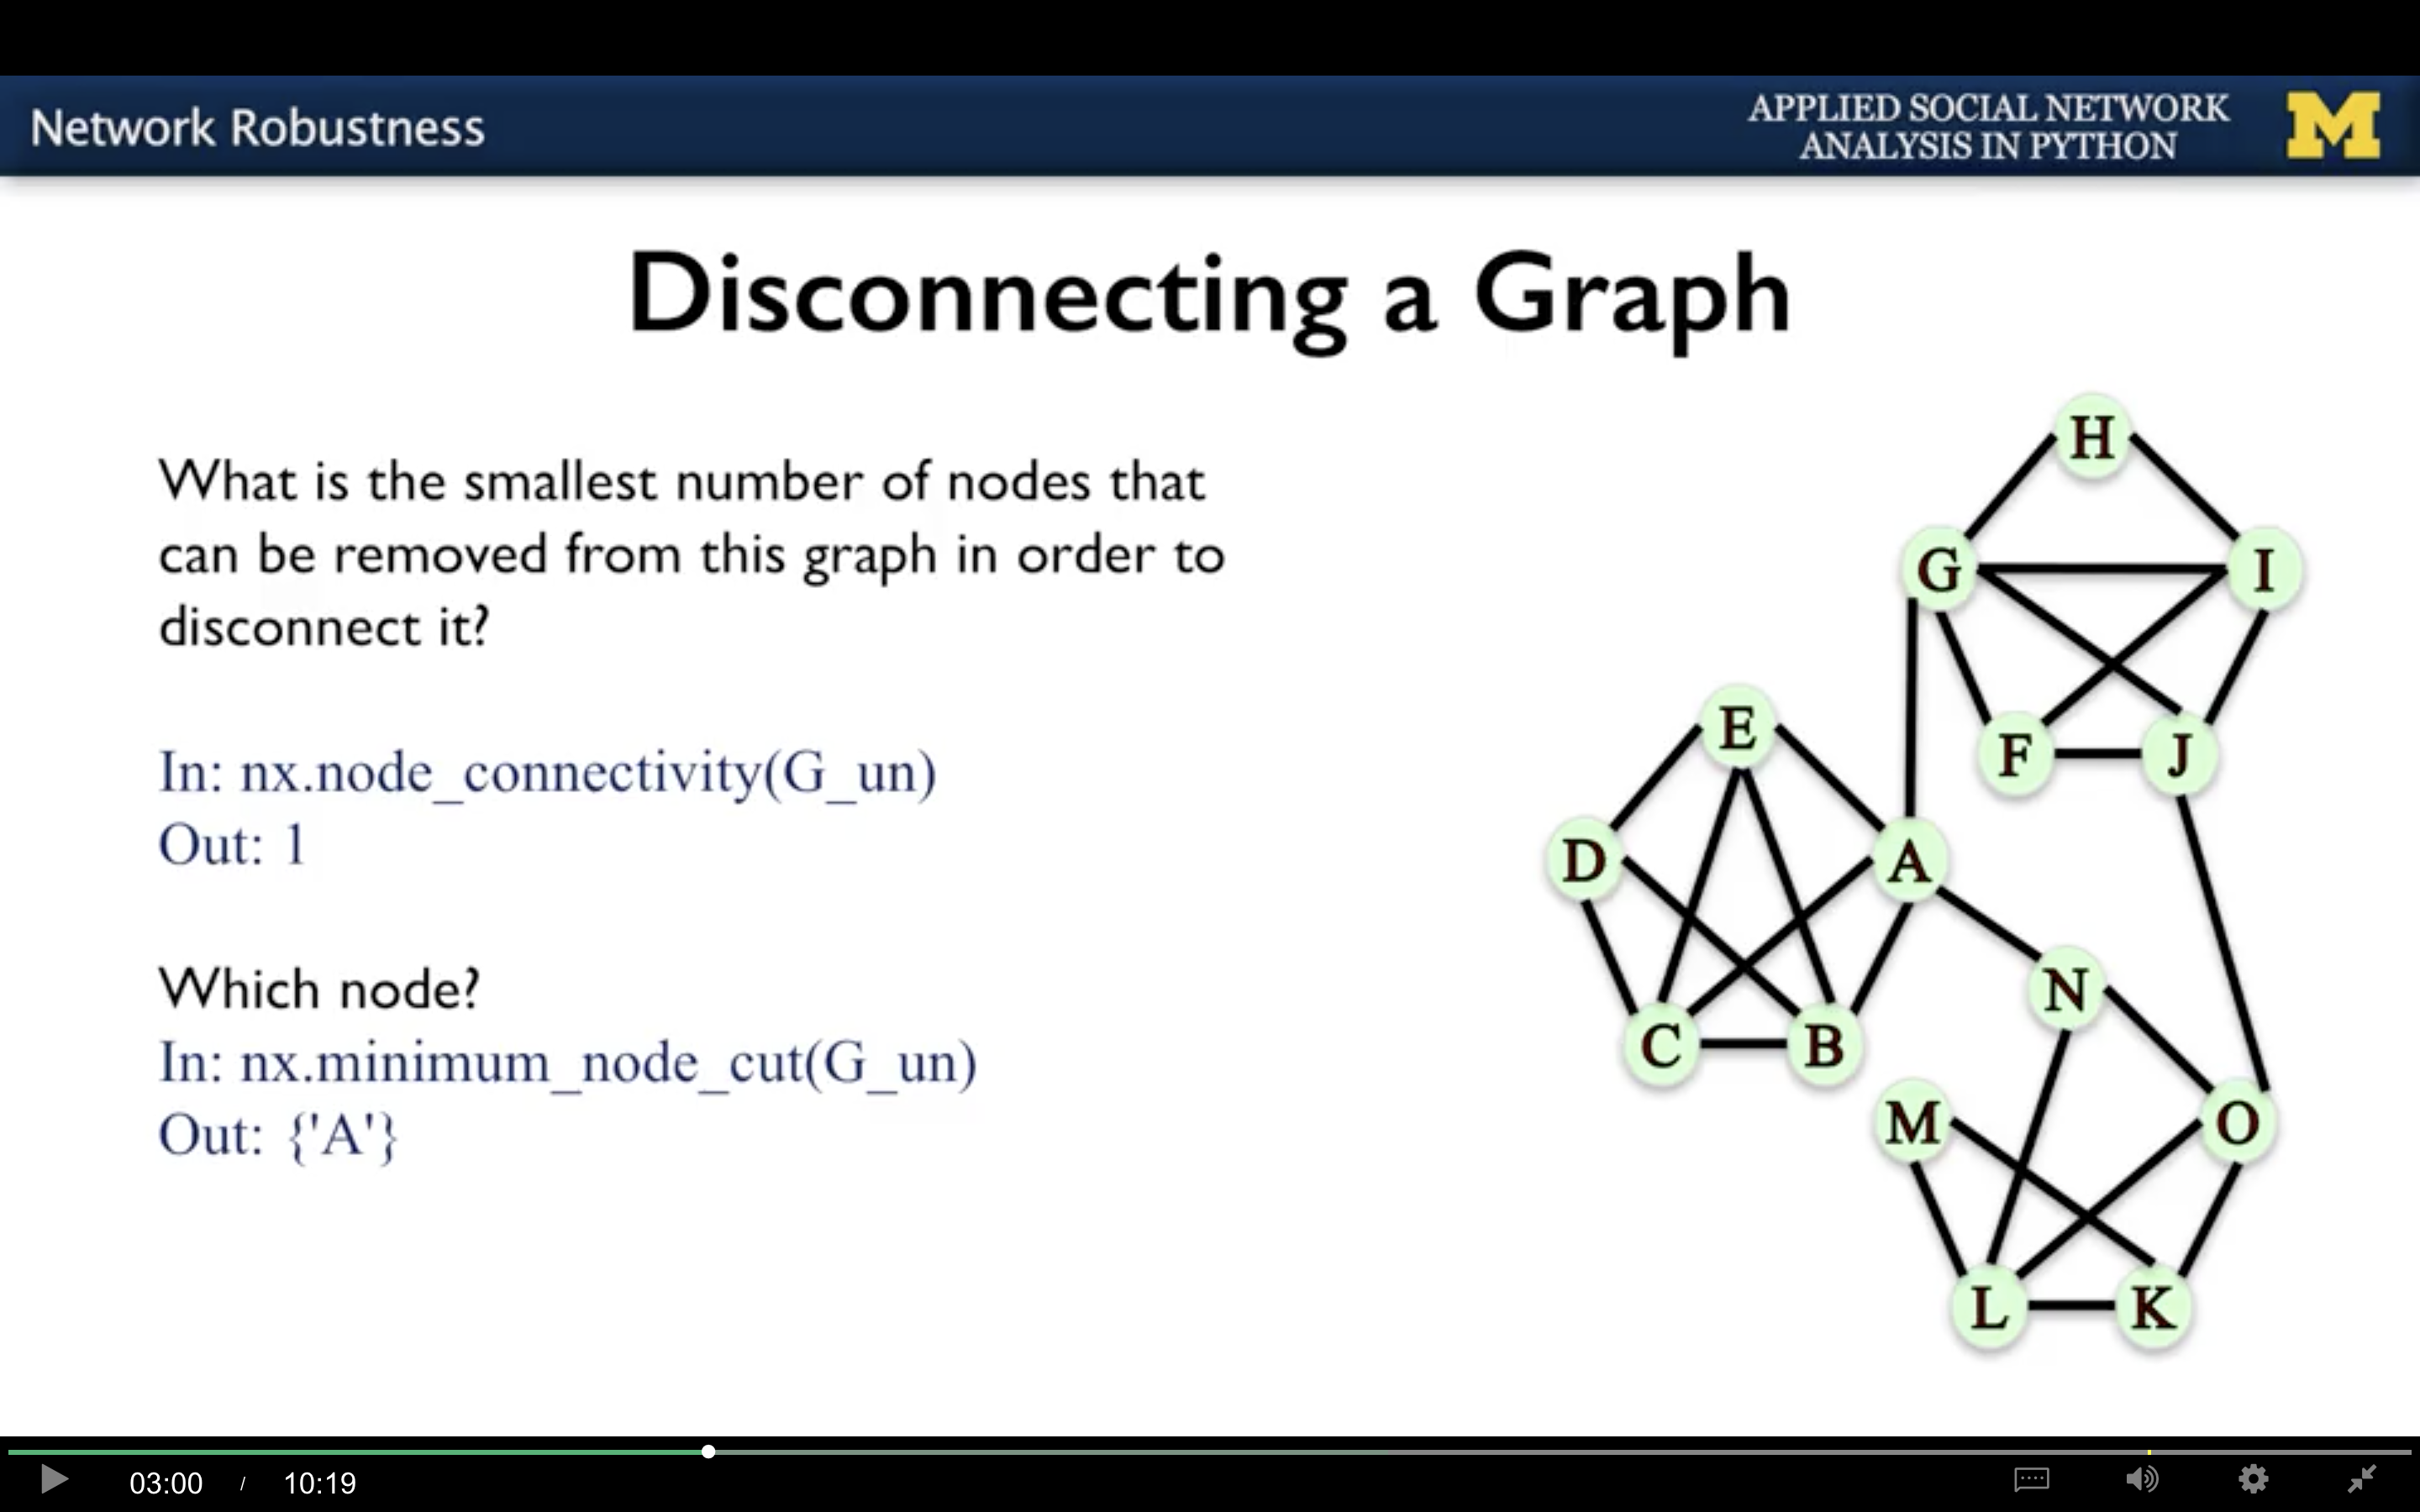 Network Robustness
APPLIED SOCIAL NETWORK
ANALYSIS IN PYTHON
M
Disconnecting a Graph
What is the smallest number of nodes that
can be removed from this graph in order to
disconnect it?
In: nx.node_connectivity(G_un)
Out: 1
Which node?
In: nx.minimum_node_cut(G_un)
Out: {'A'}
H
G
I
E
F
J
D
A
N
C
B
M
O
L
K
03:00 / 10:19